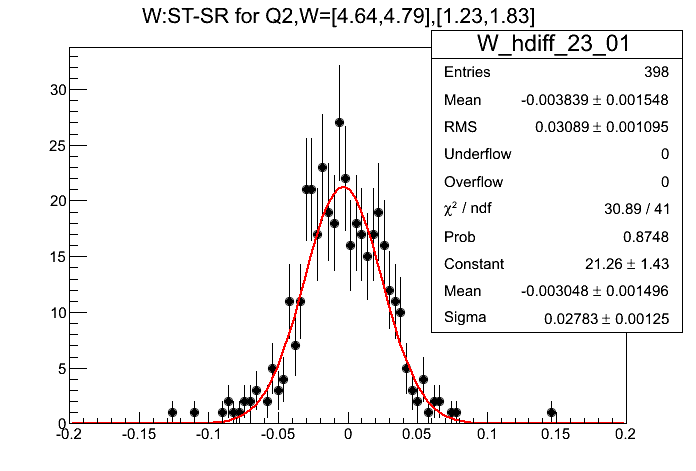 W:ST-SR for Q2,W=[4.64,4.79],[1.23,1.83]
W_hdiff_23_01
Entries 398
Mean -0.003839 ± 0.001548
RMS 0.03089 ± 0.001095
Underflow 0
Overflow 0
χ² / ndf 30.89 / 41
Prob 0.8748
Constant 21.26 ± 1.43
Mean -0.003048 ± 0.001496
Sigma 0.02783 ± 0.00125
30
25
20
15
10
5
0
-0.2 -0.15 -0.1 -0.05 0 0.05 0.1 0.15 0.2